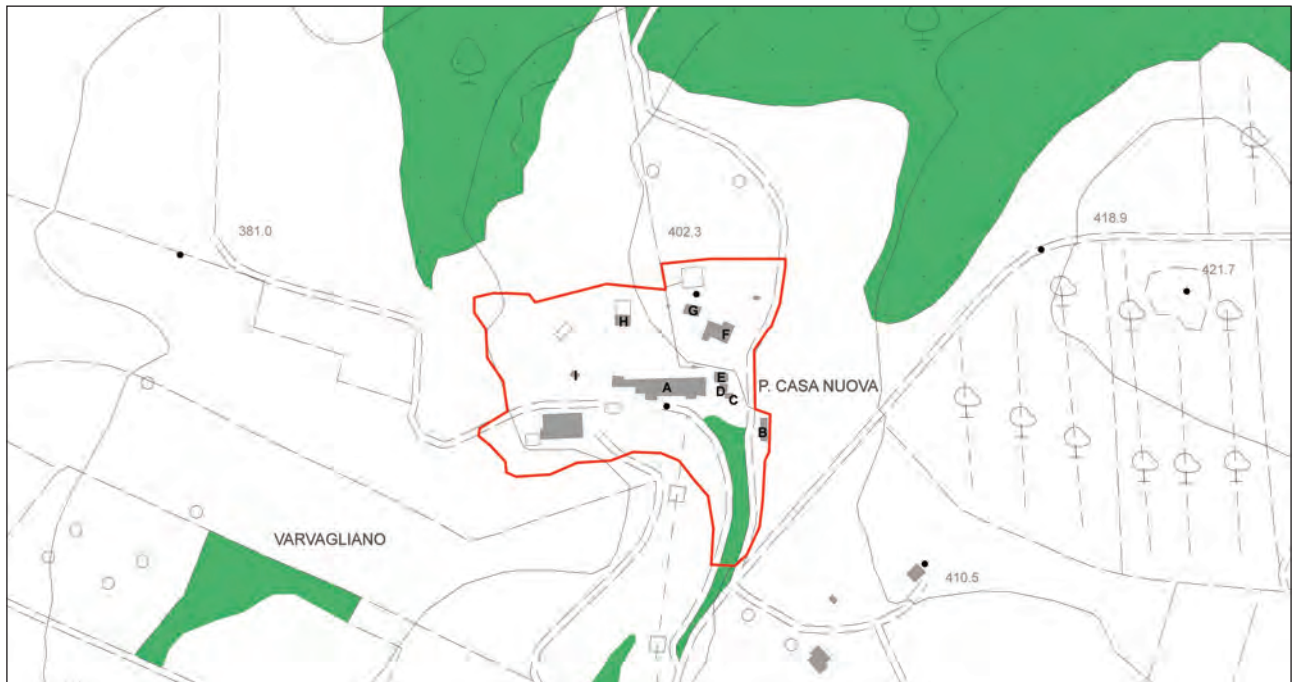 418.9
381.0
402.3
421.7
G
H
F
E
I
A
D
P. CASA NUOVA
C
B
VARVAGLIANO
410.5